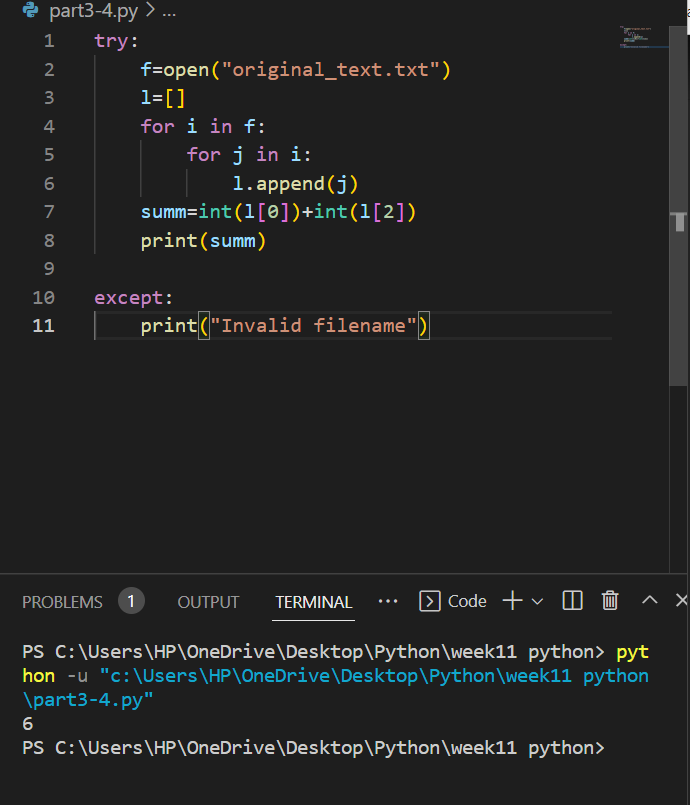 part3-4.py > ...
1 try:
2     f=open("original_text.txt")
3     l=[]
4     for i in f:
5         for j in i:
6             l.append(j)
7     summ=int(l[0])+int(l[2])
8     print(summ)
9
10 except:
11     print("Invalid filename")
PROBLEMS 1 OUTPUT TERMINAL ... Code
PS C:\Users\HP\OneDrive\Desktop\Python\week11 python> pyt
hon -u "c:\Users\HP\OneDrive\Desktop\Python\week11 python
\part3-4.py"
6
PS C:\Users\HP\OneDrive\Desktop\Python\week11 python>